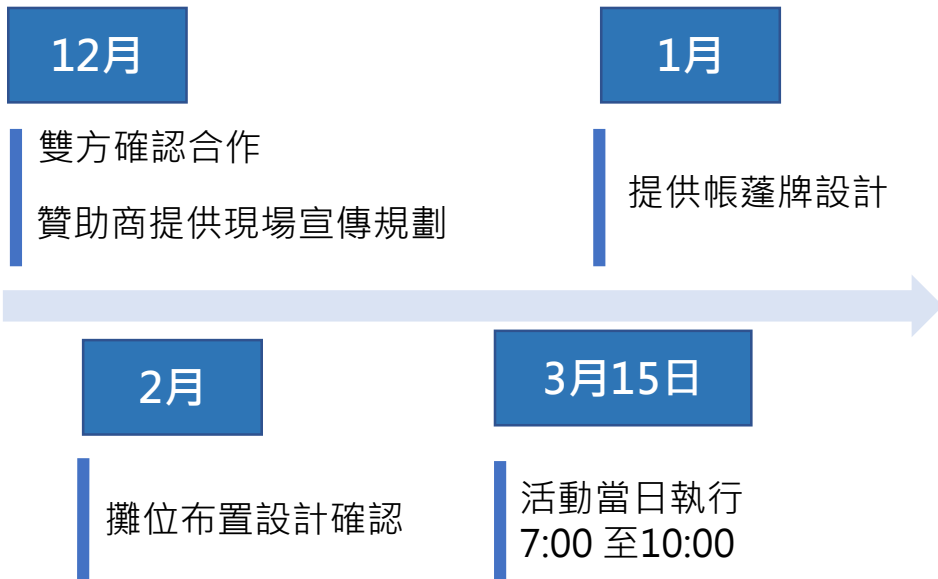 12月
雙方確認合作
贊助商提供現場宣傳規劃
1月
提供帳蓬牌設計
2月
攤位布置設計確認
3月15日
活動當日執行
7:00 至10:00